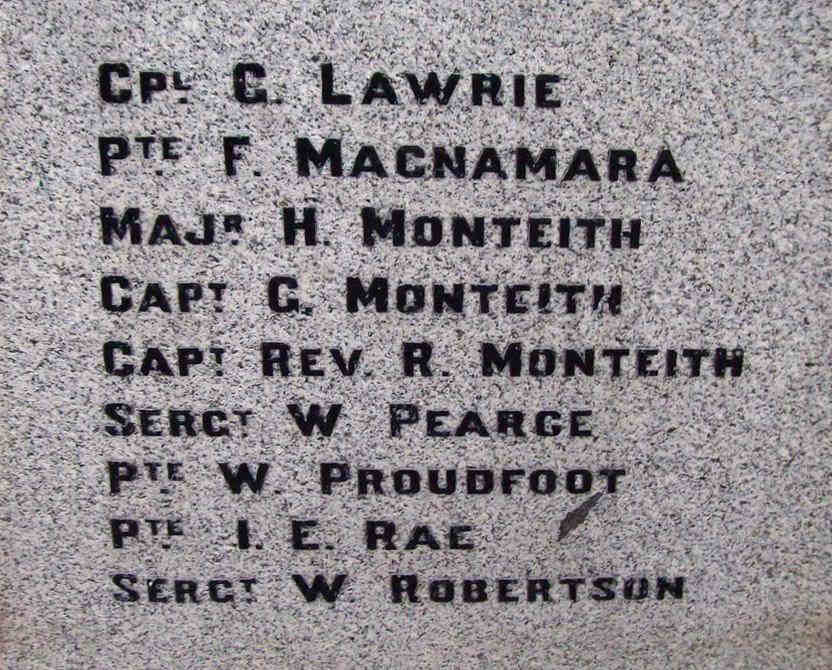 CPL G. LAWRIE
PTE. F. MACNAMARA
MAJR. H. MONTEITH
CAPT. G. MONTEITH
CAPT. REV. R. MONTEITH
SERGT W. PEARCE
PTE. W. PROUDFOOT
PTE. I. E. RAE
SERGT W. ROBERTSON